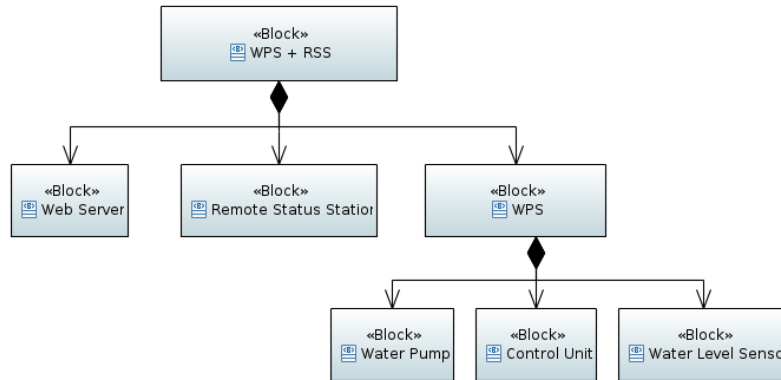 «Block»
WPS + RSS
«Block»
Web Server
«Block»
Remote Status Station
«Block»
WPS
«Block»
Water Pump
«Block»
Control Unit
«Block»
Water Level Senso